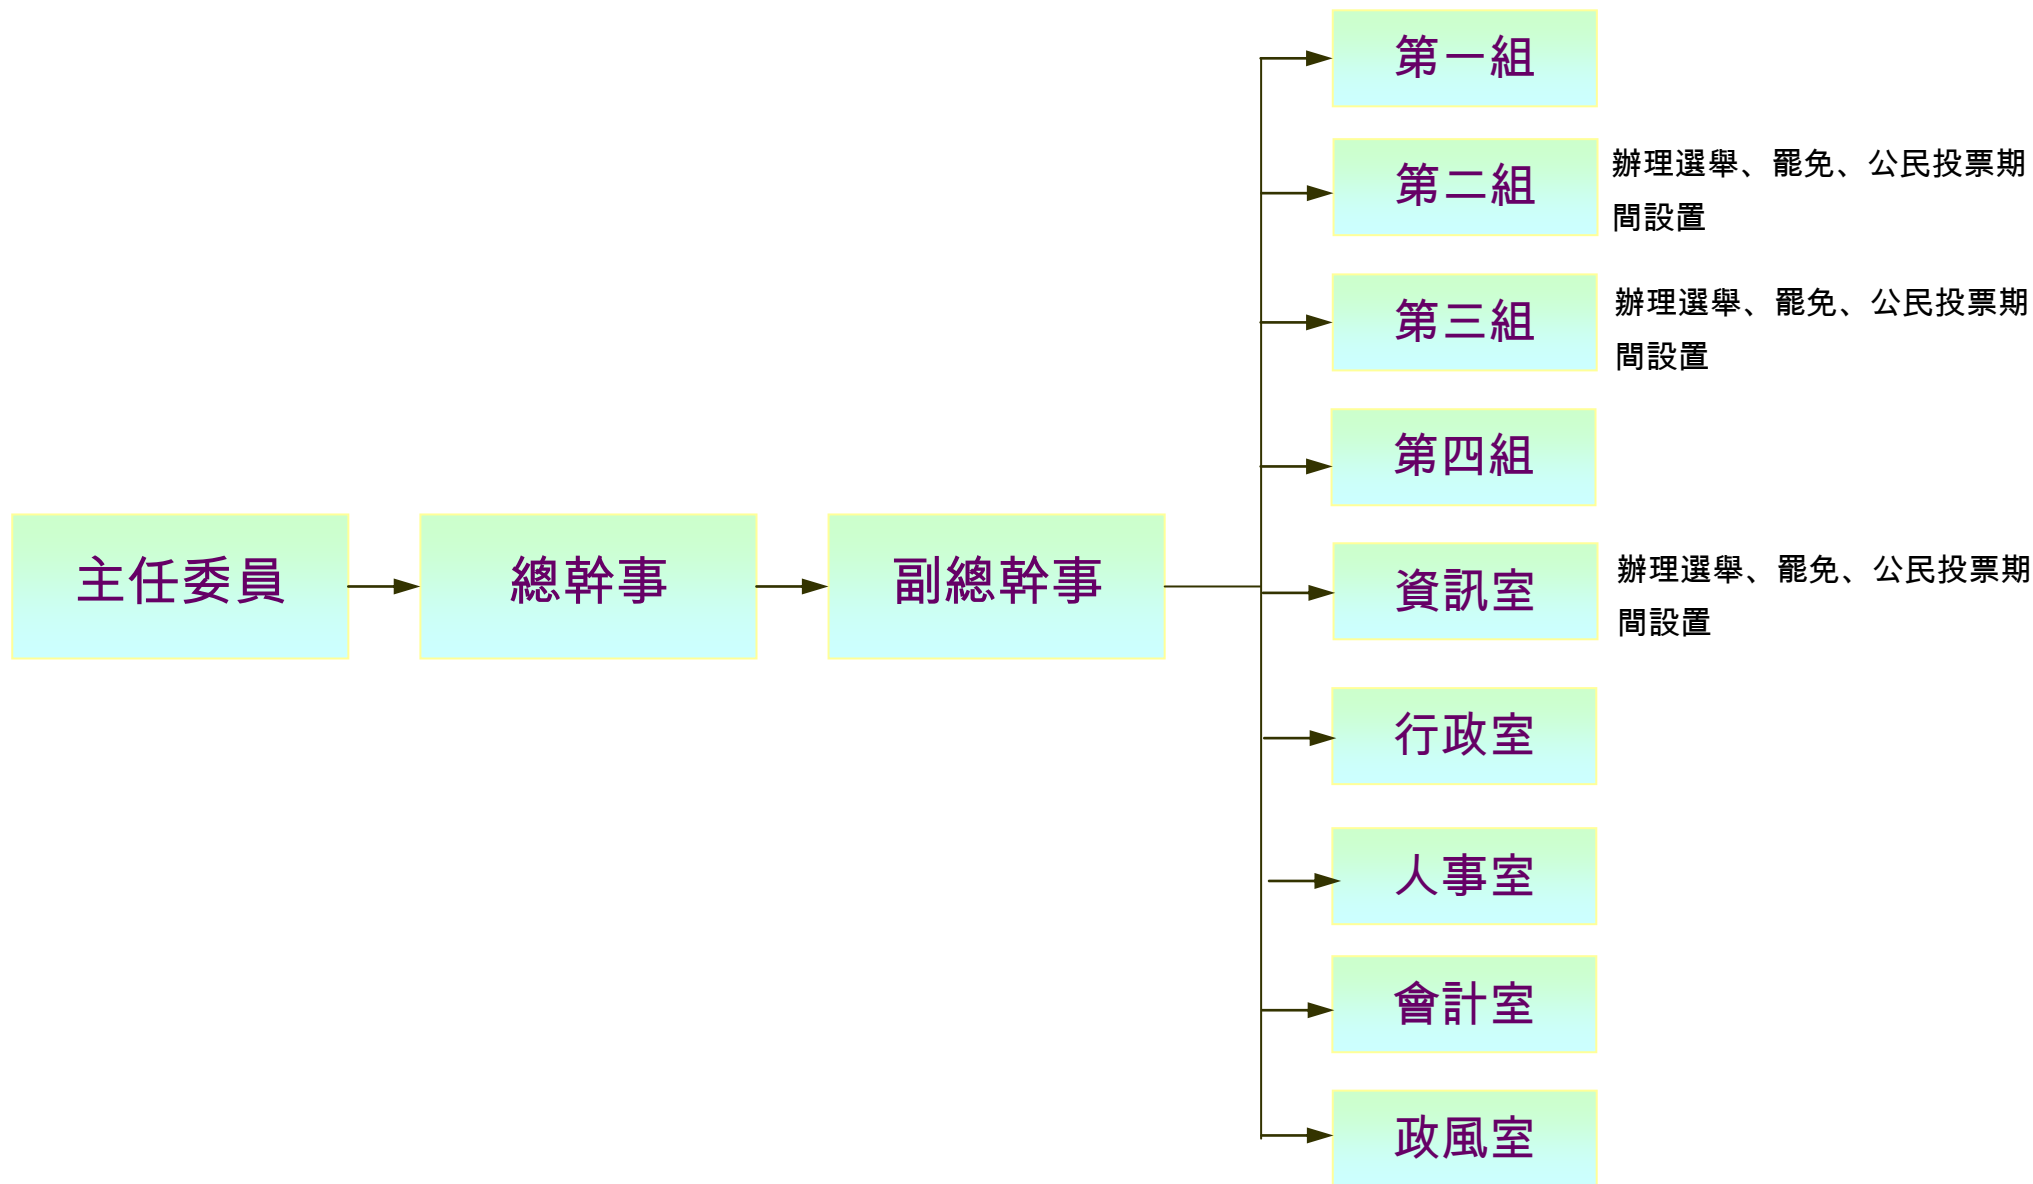 主任委員
總幹事
副總幹事
第一組
第二組
辦理選舉、罷免、公民投票期
間設置
第三組
辦理選舉、罷免、公民投票期
間設置
第四組
資訊室
辦理選舉、罷免、公民投票期
間設置
行政室
人事室
會計室
政風室